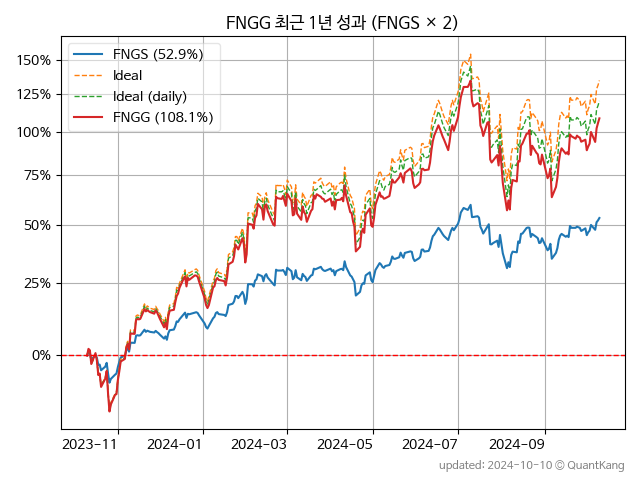 FNGG 최근 1년 성과 (FNGS × 2)
FNGS (52.9%)
Ideal
Ideal (daily)
FNGG (108.1%)
150%
125%
100%
75%
50%
25%
0%
2023-11
2024-01
2024-03
2024-05
2024-07
2024-09
updated: 2024-10-10 © QuantKang